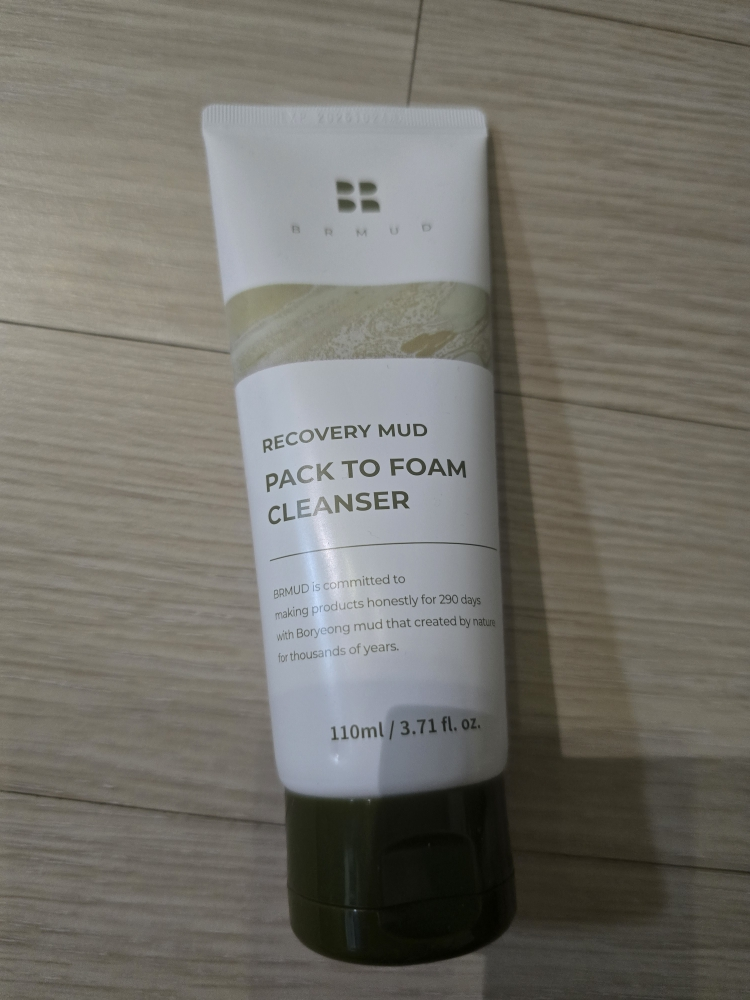 BR
BRMUD
RECOVERY MUD
PACK TO FOAM
CLEANSER
BRMUD is committed to
making products honestly for 290 days
with Boryeong mud that created by nature
for thousands of years.
110ml / 3.71 fl. oz.